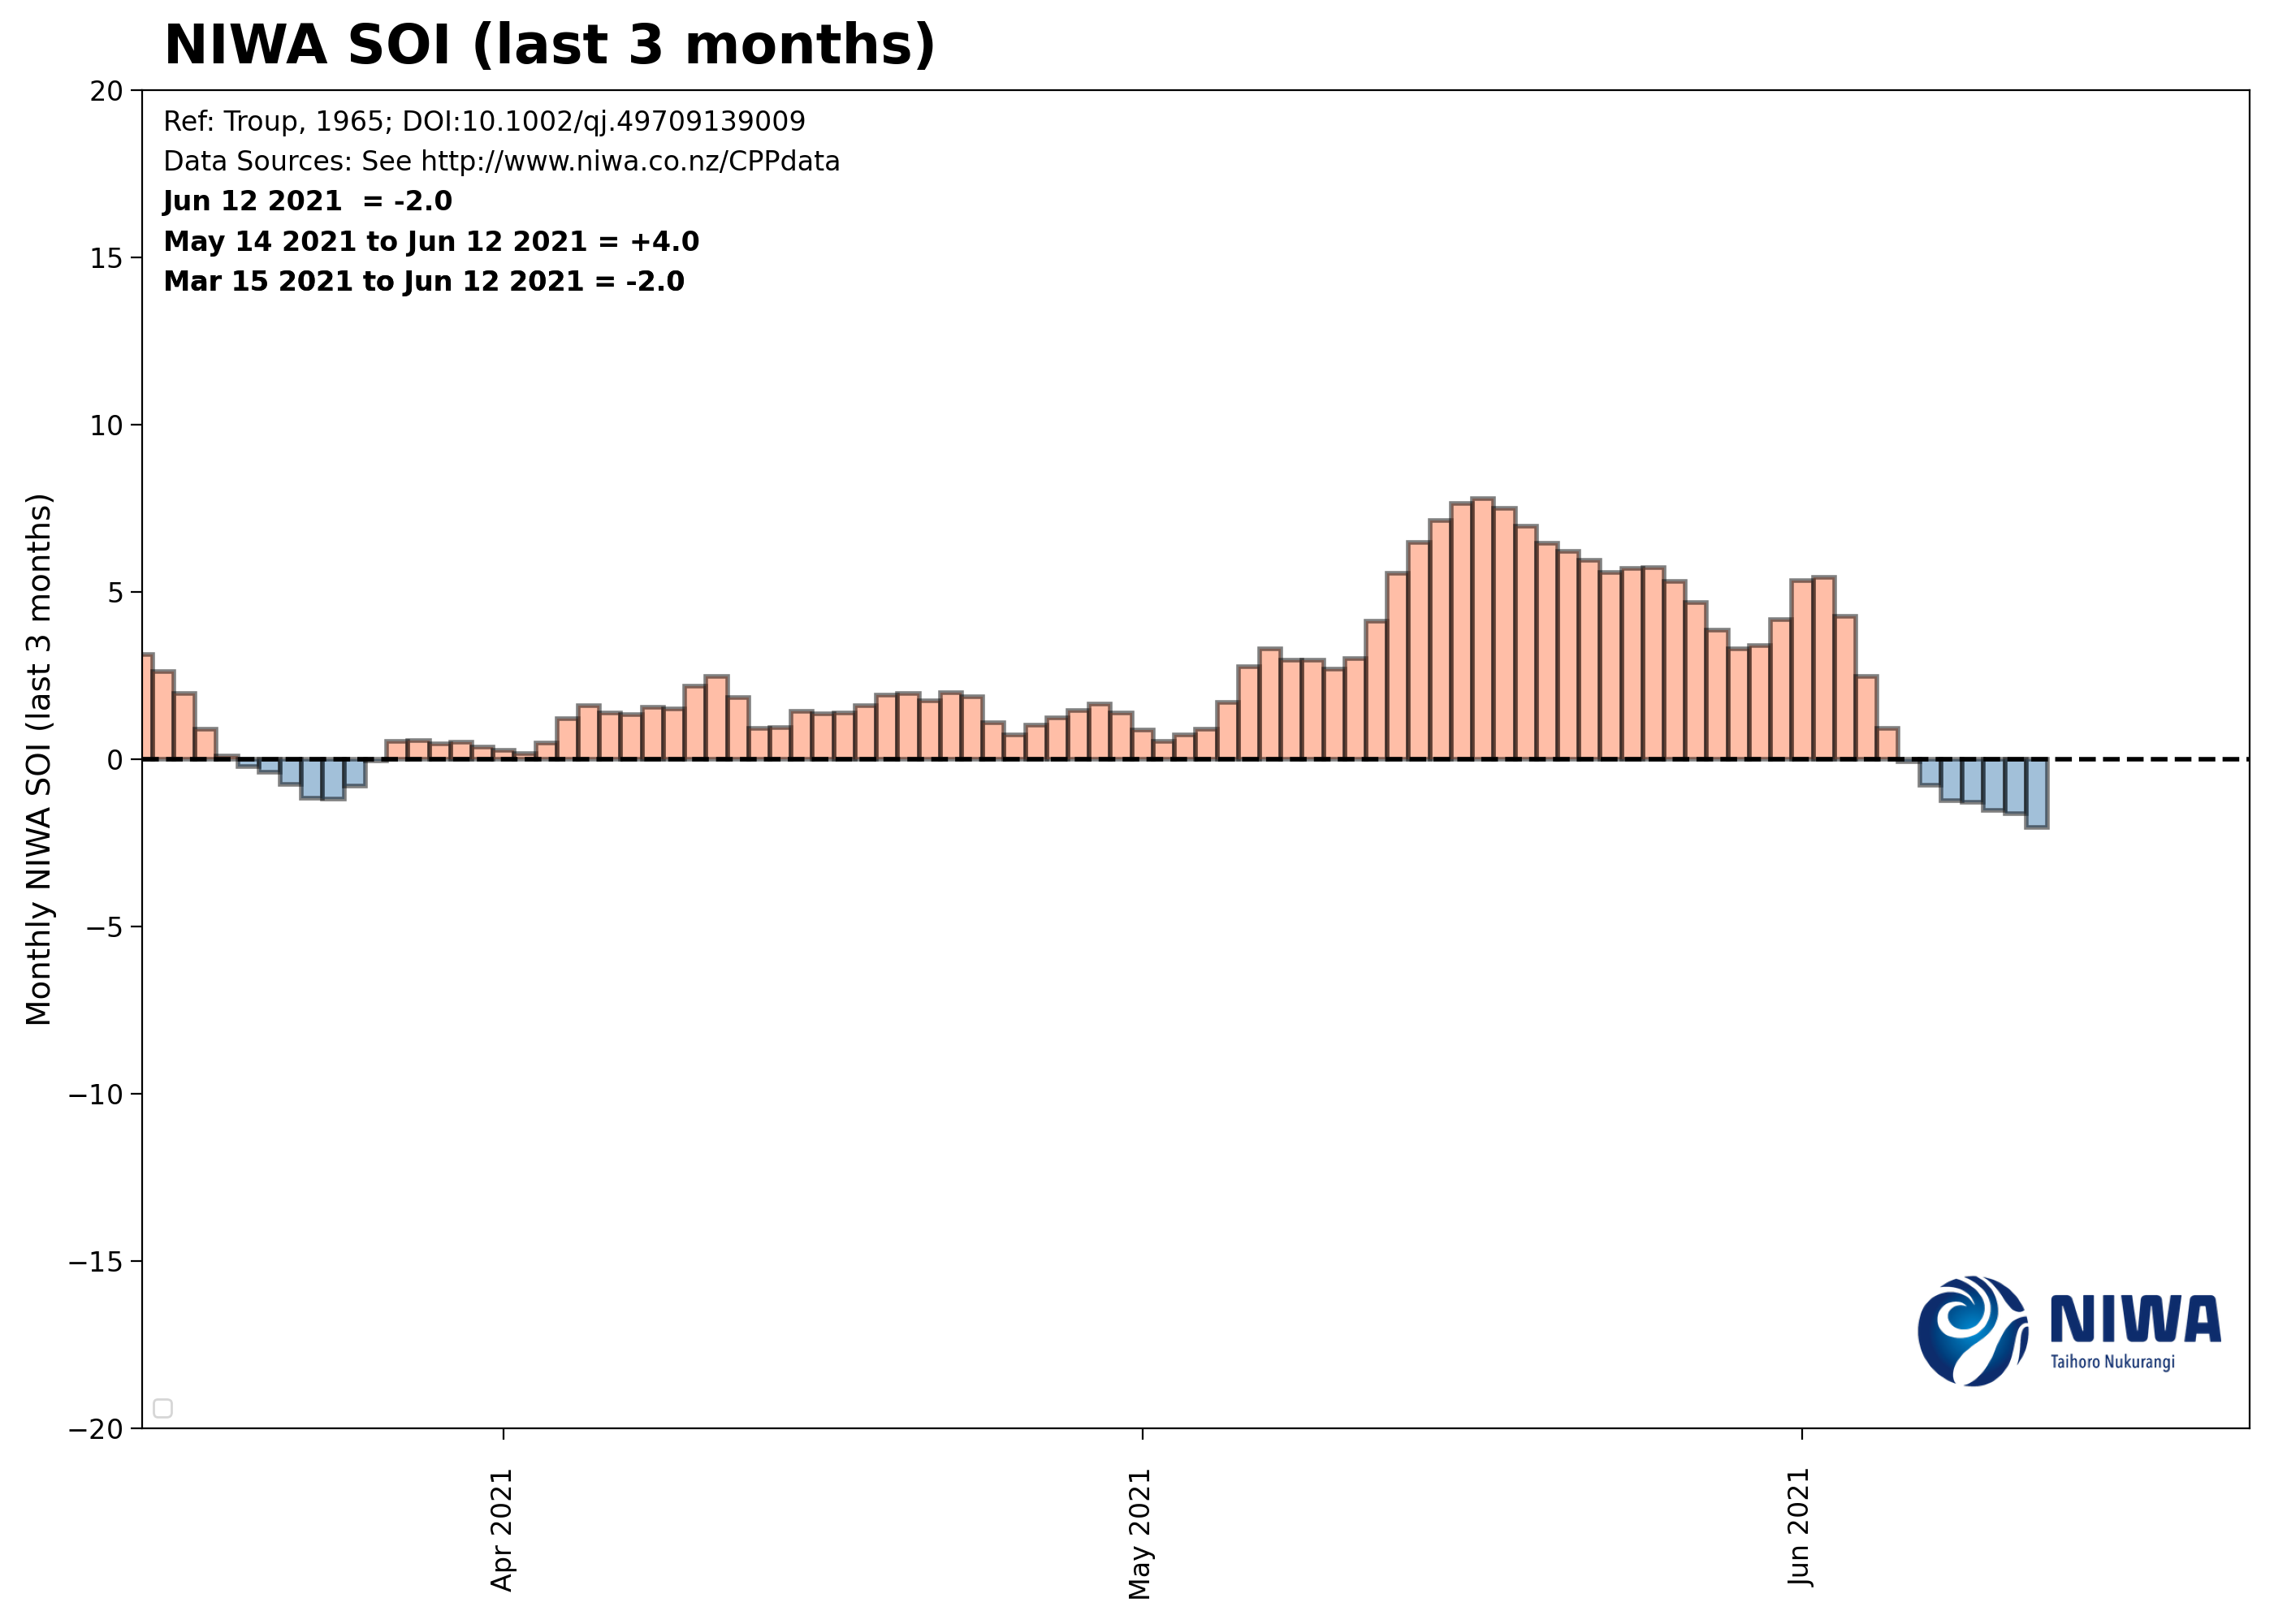 NIWA SOI (last 3 months)
Ref: Troup, 1965; DOI:10.1002/qj.49709139009
Data Sources: See http://www.niwa.co.nz/CPPdata
Jun 12 2021  = -2.0
May 14 2021 to Jun 12 2021 = +4.0
Mar 15 2021 to Jun 12 2021 = -2.0
Monthly NIWA SOI (last 3 months)
20
15
10
5
0
−5
−10
−15
−20
NIWA
Taihoro Nukurangi
Apr 2021
May 2021
Jun 2021